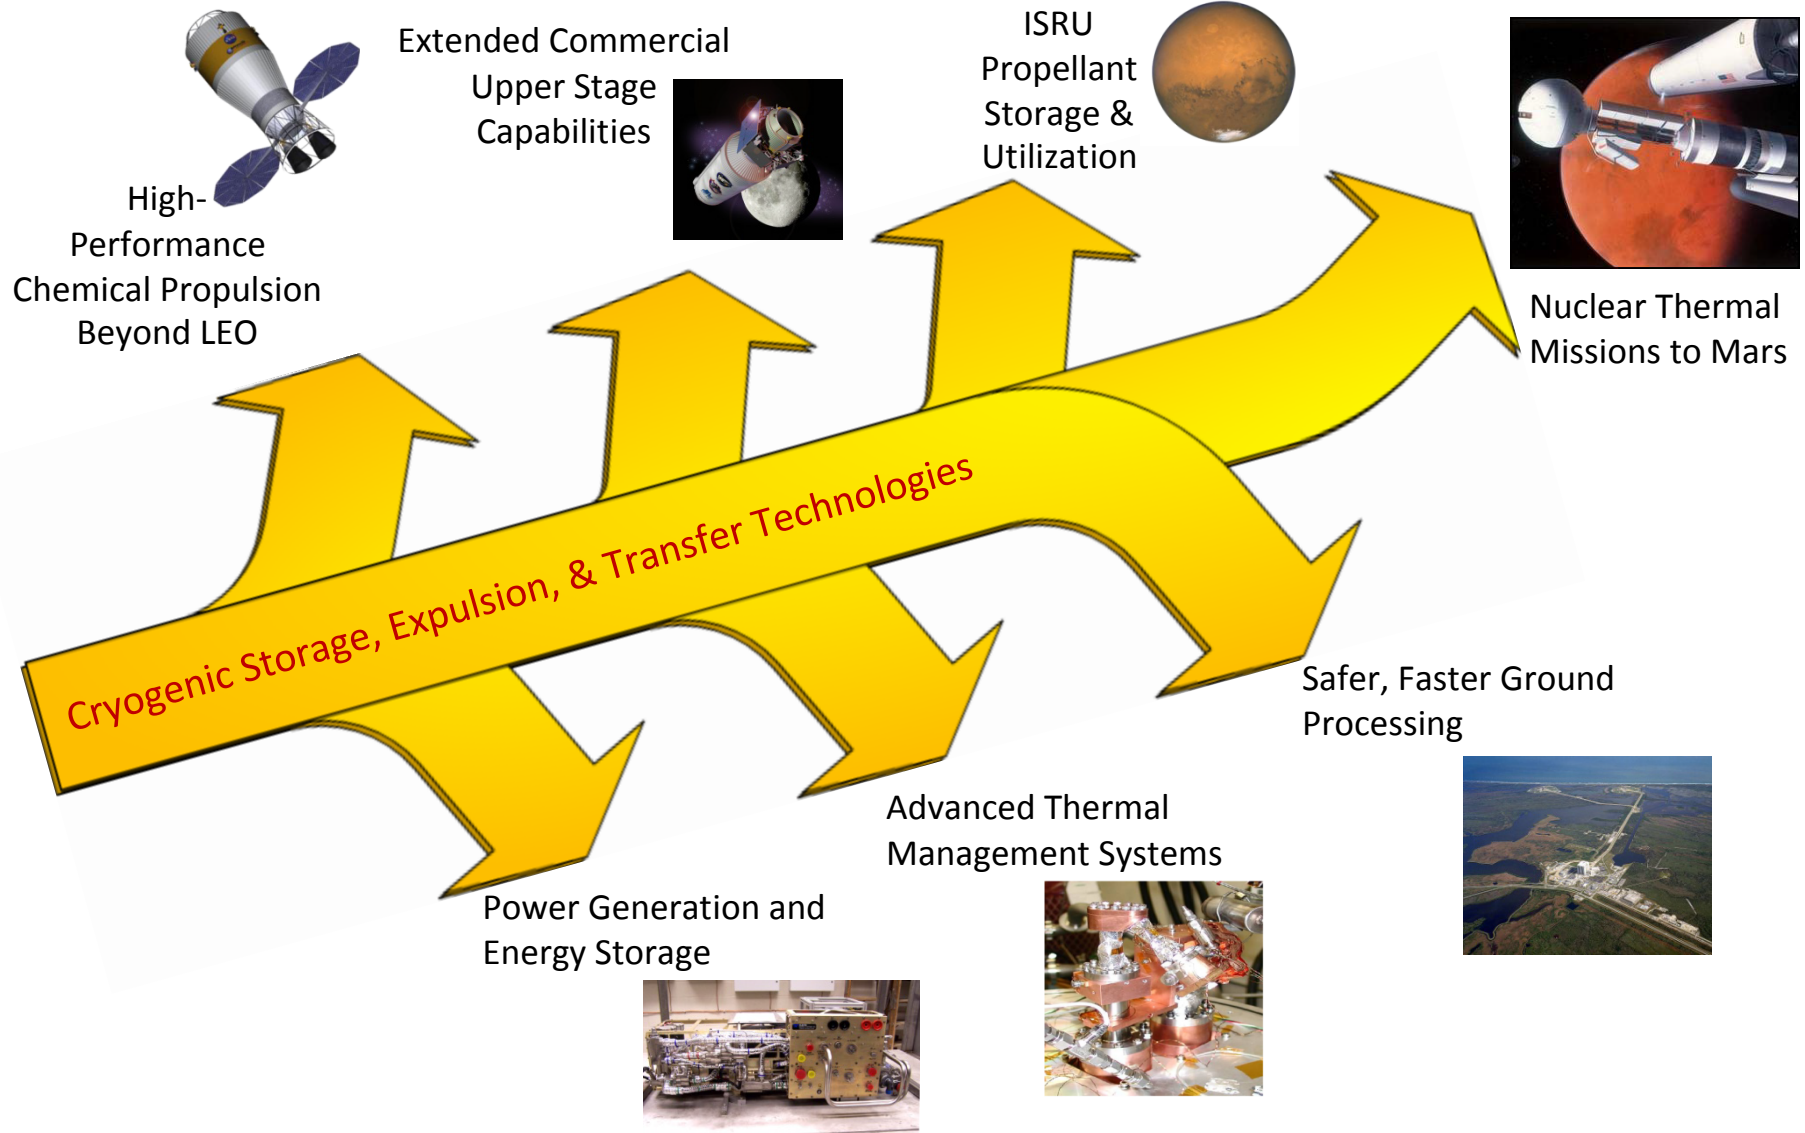 High-
Performance
Chemical Propulsion
Beyond LEO
Extended Commercial
Upper Stage
Capabilities
ISRU
Propellant
Storage &
Utilization
Nuclear Thermal
Missions to Mars
Cryogenic Storage, Expulsion, & Transfer Technologies
Safer, Faster Ground
Processing
Advanced Thermal
Management Systems
Power Generation and
Energy Storage